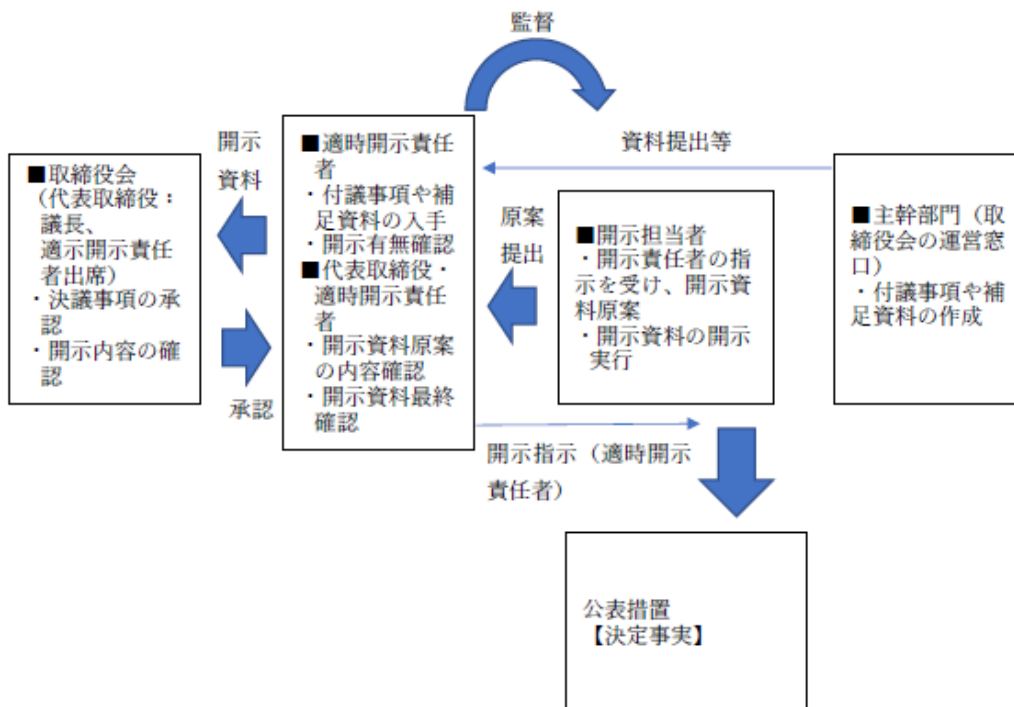 監督
開示
資料
資料提出等
■取締役会
(代表取締役：
議長、
適示開示責任
者出席)
・決議事項の承
認
・開示内容の確
認
承認
■適時開示責任
者
・付議事項や補
足資料の入手
・開示有無確認
■代表取締役・
適時開示責任
者
・開示資料原案
の内容確認
・開示資料最終
確認
原案
提出
■開示担当者
・開示責任者の指
示を受け、開示資
料原案
・開示資料の開示
実行
■主幹部門（取
締役会の運営窓
口）
・付議事項や補
足資料の作成
開示指示（適時開示
責任者）
公表措置
【決定事実】